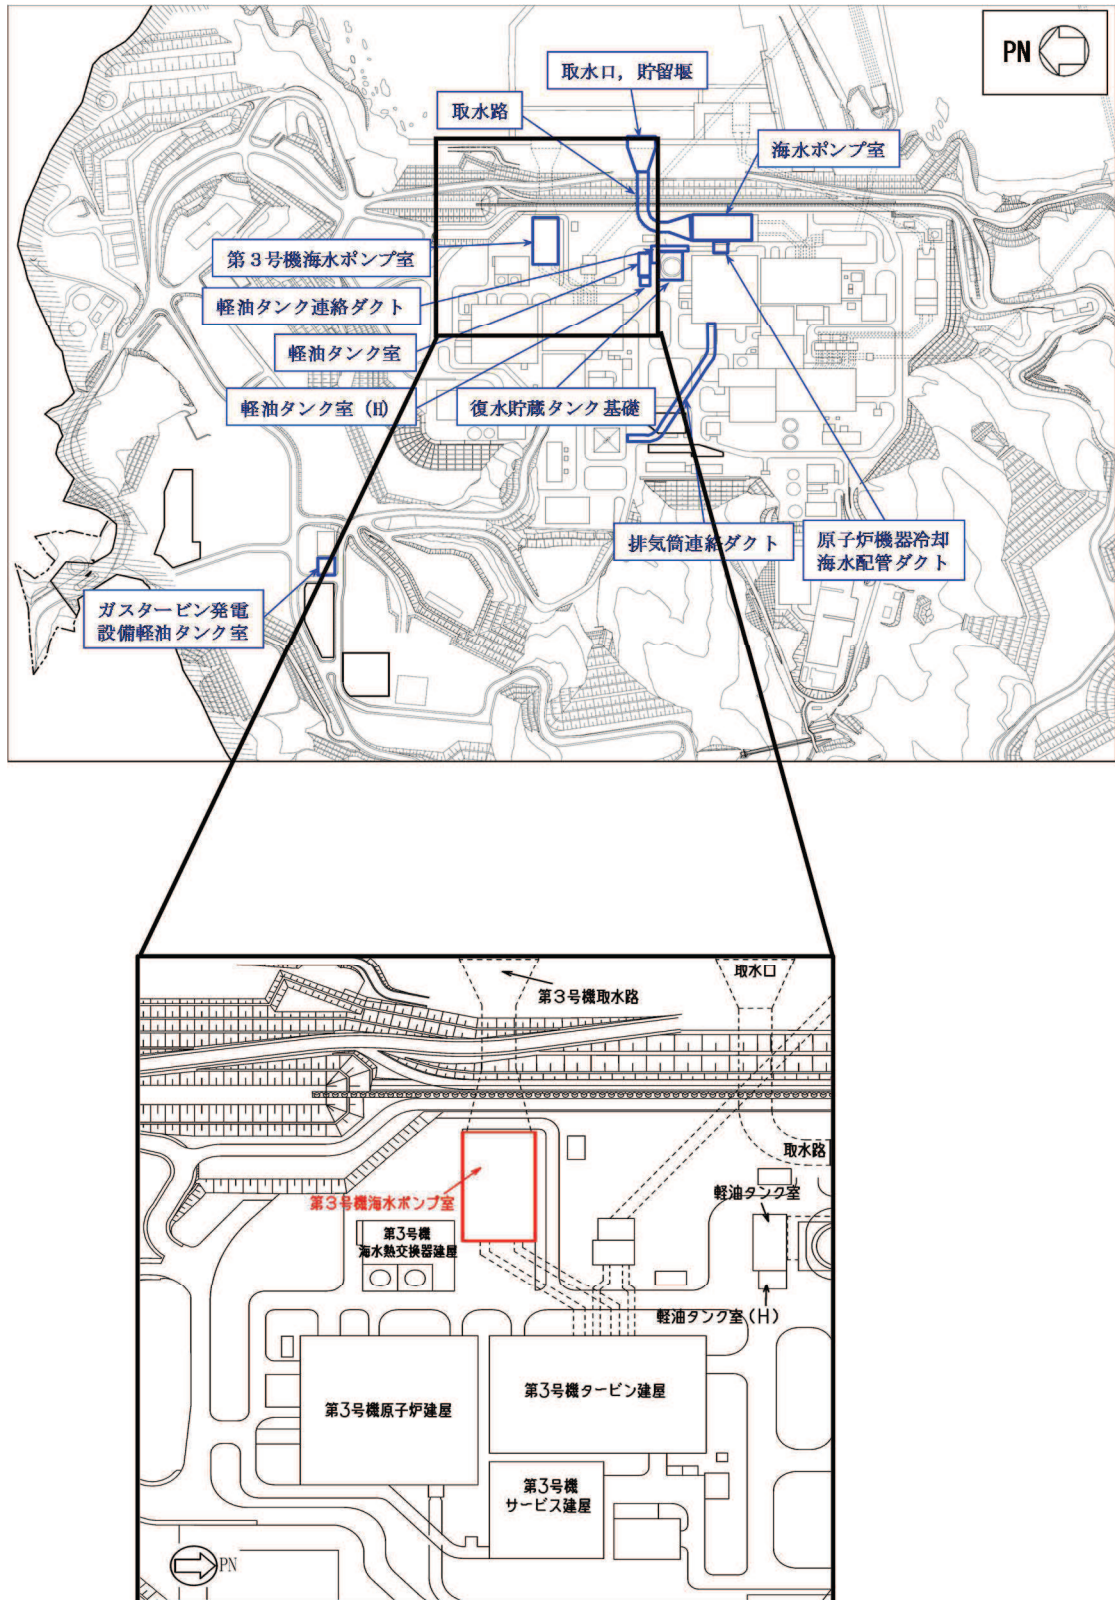 PN
取水口，貯留堰
取水路
海水ポンプ室
第３号機海水ポンプ室
軽油タンク連絡ダクト
軽油タンク室
軽油タンク室（H）
復水貯蔵タンク基礎
排気筒連絡ダクト
原子炉機器冷却
海水配管ダクト
ガスタービン発電
設備軽油タンク室
取水口
第３号機取水路
取水路
軽油タンク室
第３号機海水ポンプ室
第３号機
海水熱交換器建屋
軽油タンク室（H）
第３号機タービン建屋
第３号機原子炉建屋
第３号機
サービス建屋
PN